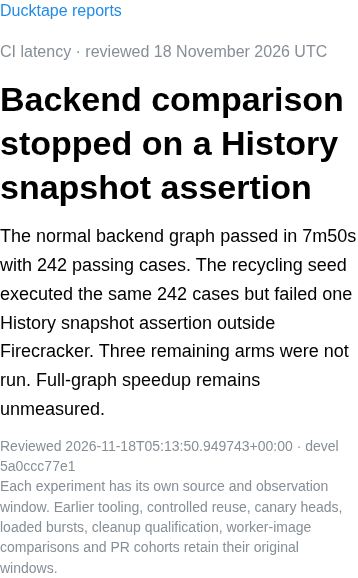 Ducktape reports
CI latency · reviewed 18 November 2026 UTC
Backend comparison
stopped on a History
snapshot assertion
The normal backend graph passed in 7m50s
with 242 passing cases. The recycling seed
executed the same 242 cases but failed one
History snapshot assertion outside
Firecracker. Three remaining arms were not
run. Full-graph speedup remains
unmeasured.
Reviewed 2026-11-18T05:13:50.949743+00:00 · devel
5a0ccc77e1
Each experiment has its own source and observation
window. Earlier tooling, controlled reuse, canary heads,
loaded bursts, cleanup qualification, worker-image
comparisons and PR cohorts retain their original
windows.